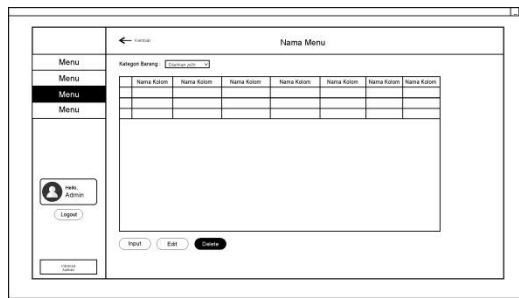 Kembali
Nama Menu
Menu
Menu
Menu
Menu
Kategori Barang :
Nama Kolom Nama Kolom Nama Kolom Nama Kolom Nama Kolom Nama Kolom Nama Kolom
Hello,
Admin
Logout
Input Edit Delete